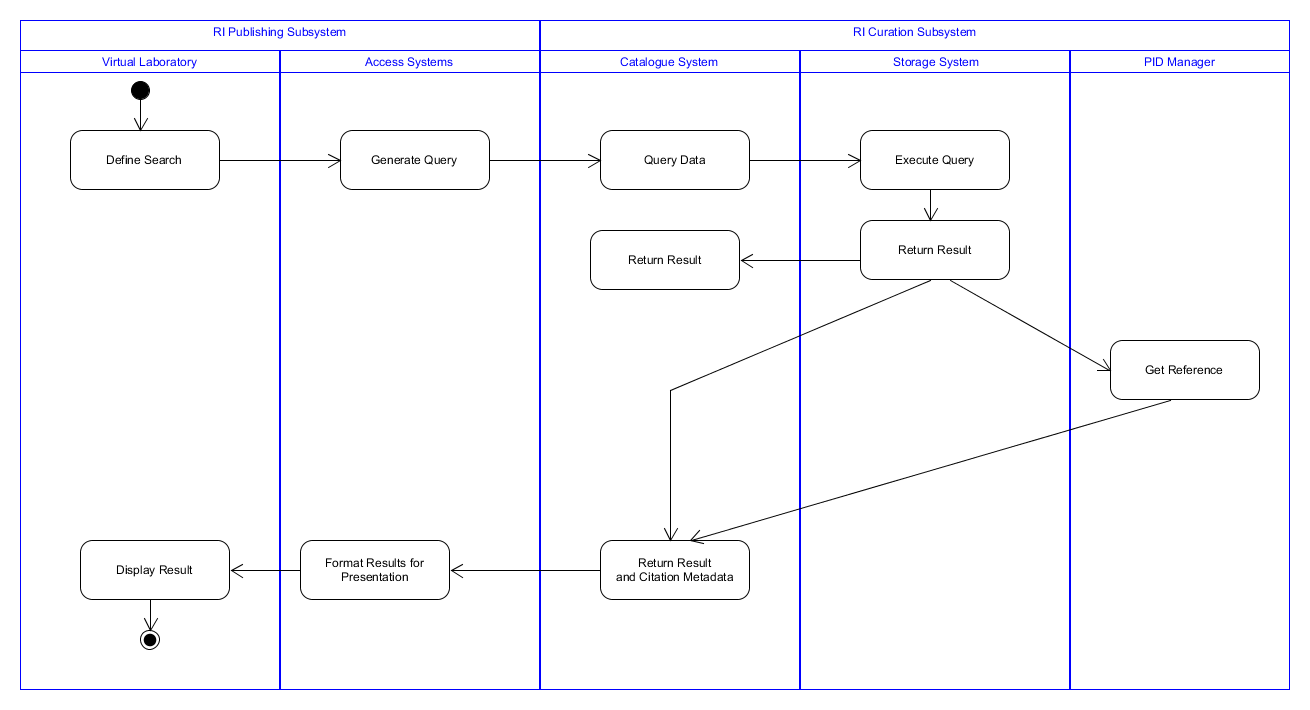 RI Publishing Subsystem
RI Curation Subsystem
Virtual Laboratory
Access Systems
Catalogue System
Storage System
PID Manager
Define Search
Generate Query
Query Data
Execute Query
Return Result
Return Result
Get Reference
Display Result
Format Results for
Presentation
Return Result
and Citation Metadata